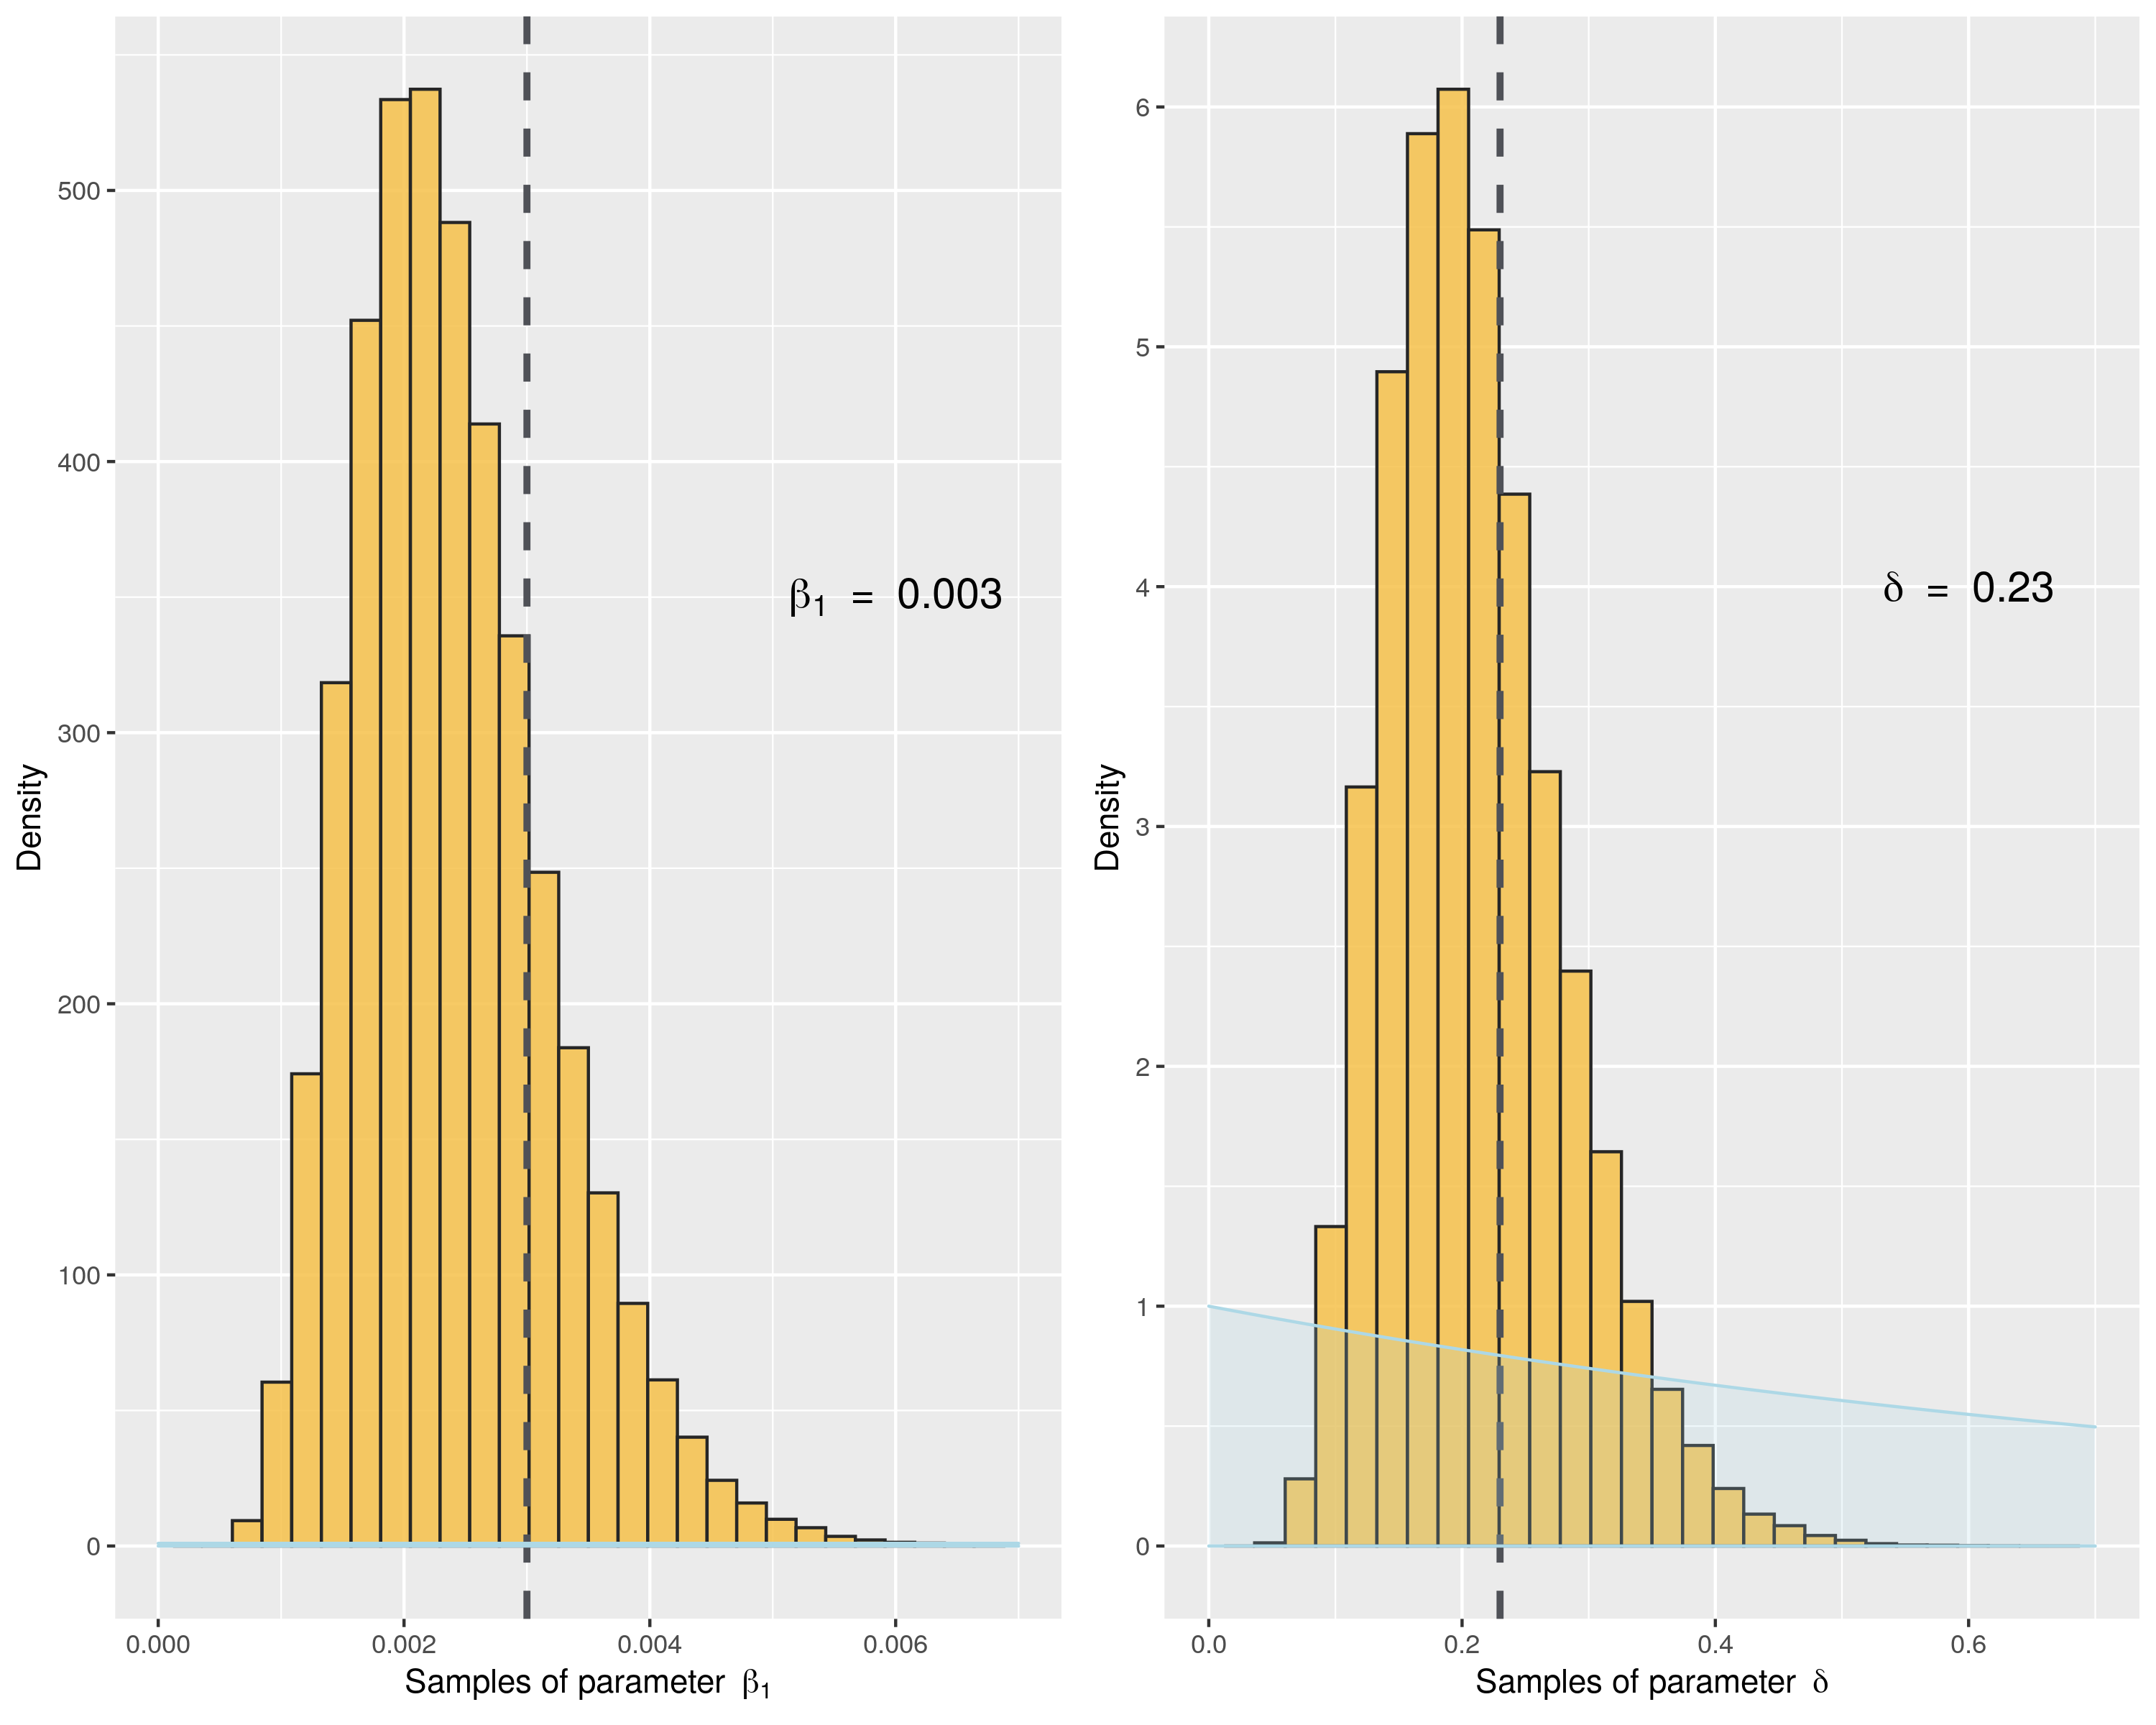 Density
500
400
300
200
100
0
β₁ = 0.003
0.000 0.002 0.004 0.006
Samples of parameter β₁
Density
6
5
4
3
2
1
0
δ = 0.23
0.0 0.2 0.4 0.6
Samples of parameter δ